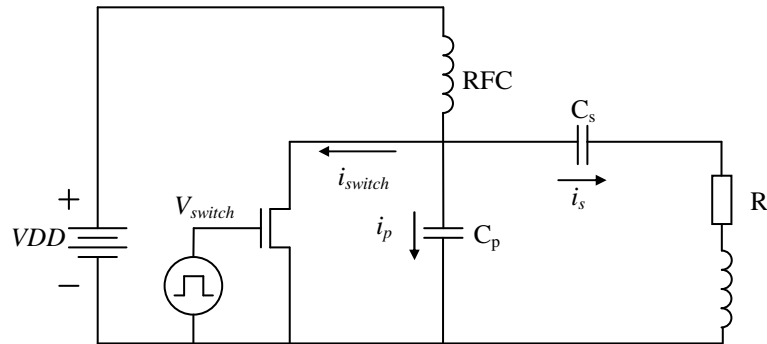 RFC
C_s
i_switch
i_s
V_switch
R
+
VDD
i_p
C_p
−